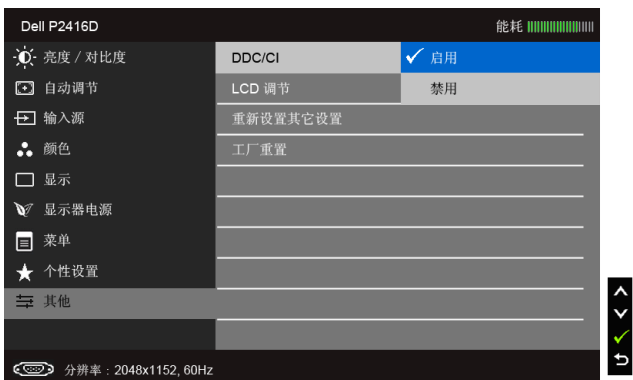 Dell P2416D
能耗
亮度 / 对比度
自动调节
输入源
颜色
显示
显示器电源
菜单
个性设置
其他
DDC/CI
LCD 调节
重新设置其它设置
工厂重置
启用
禁用
分辨率 : 2048x1152, 60Hz